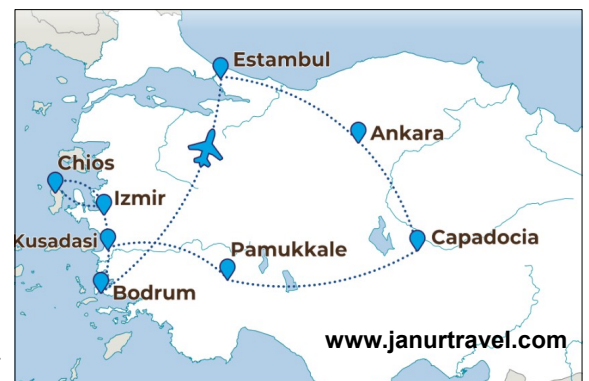 Estambul
Ankara
Chios
Izmir
Kusadasi
Pamukkale
Capadocia
Bodrum
www.janurtravel.com